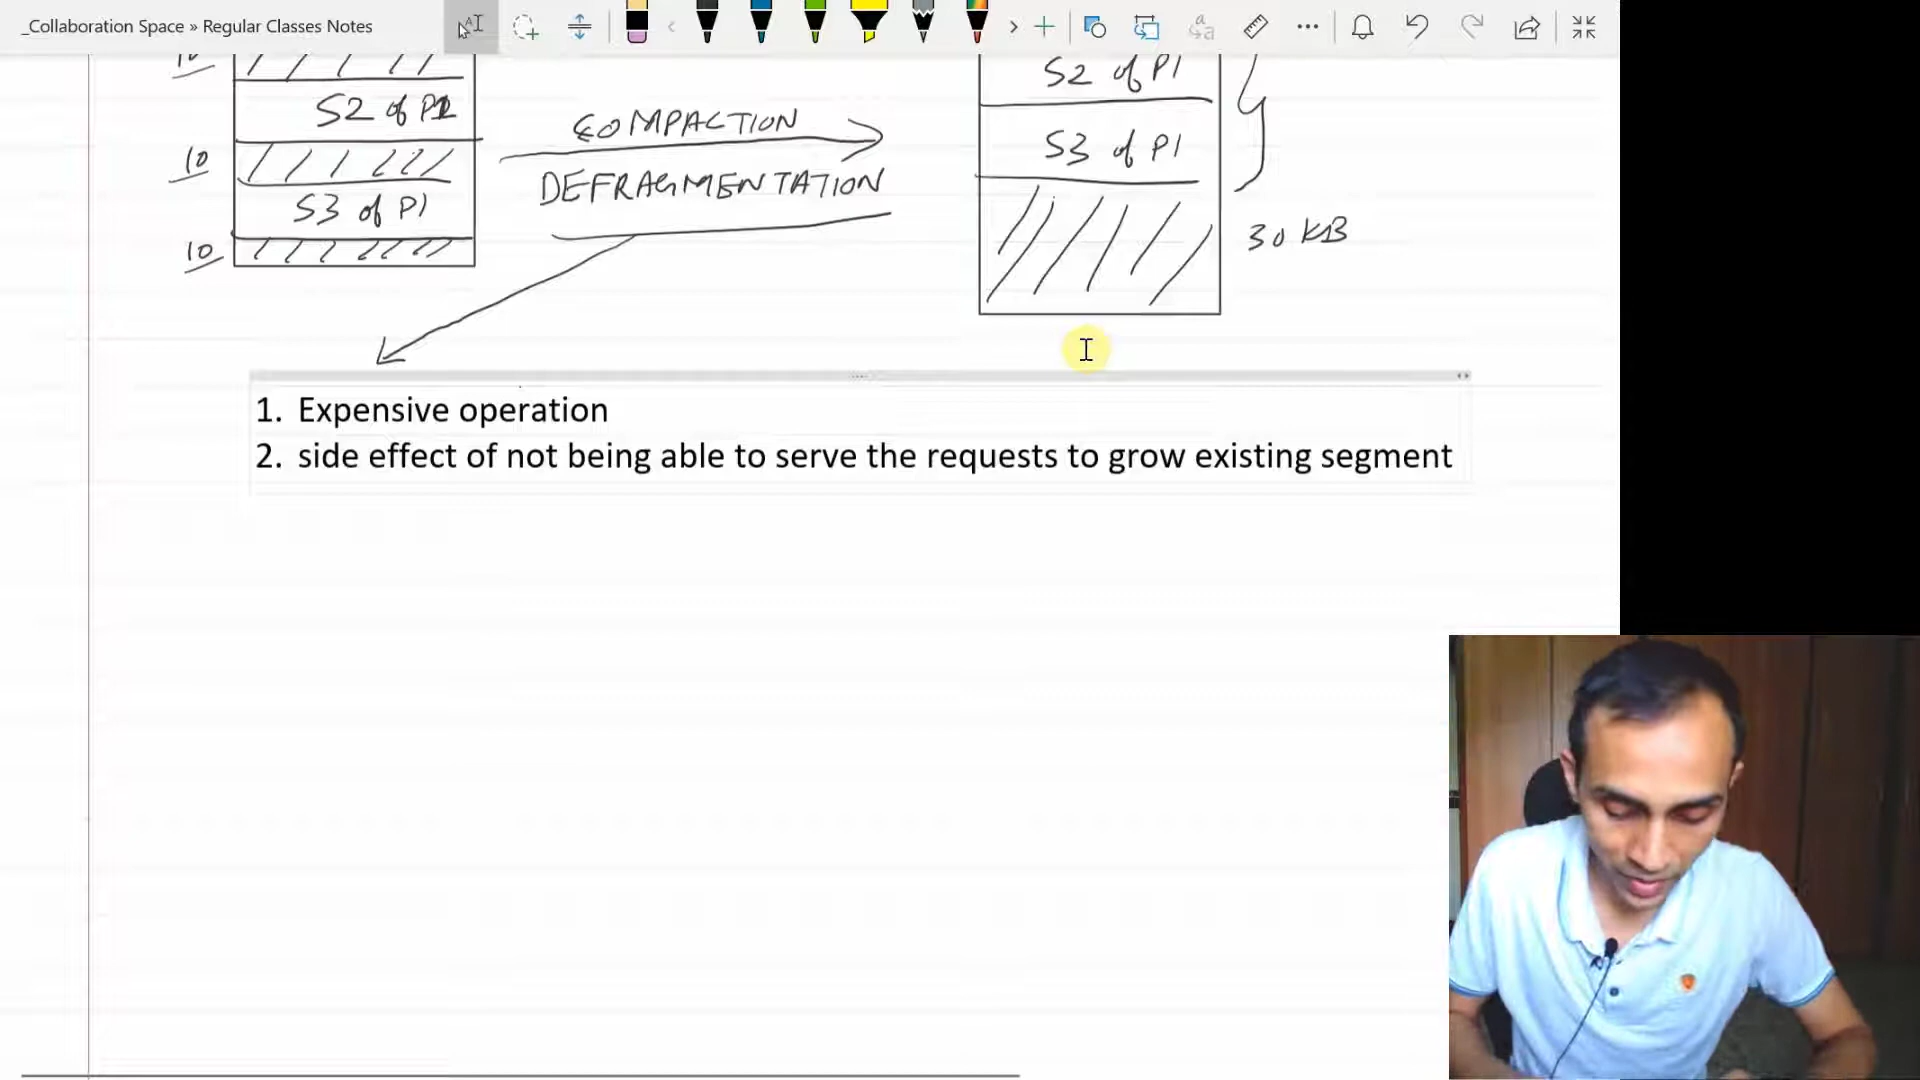 _Collaboration Space » Regular Classes Notes
S2 of P1
S2 of P1
10
COMPACTION
S3 of P1
DEFRAGMENTATION
S3 of P1
10
30 KB
1. Expensive operation
2. side effect of not being able to serve the requests to grow existing segment